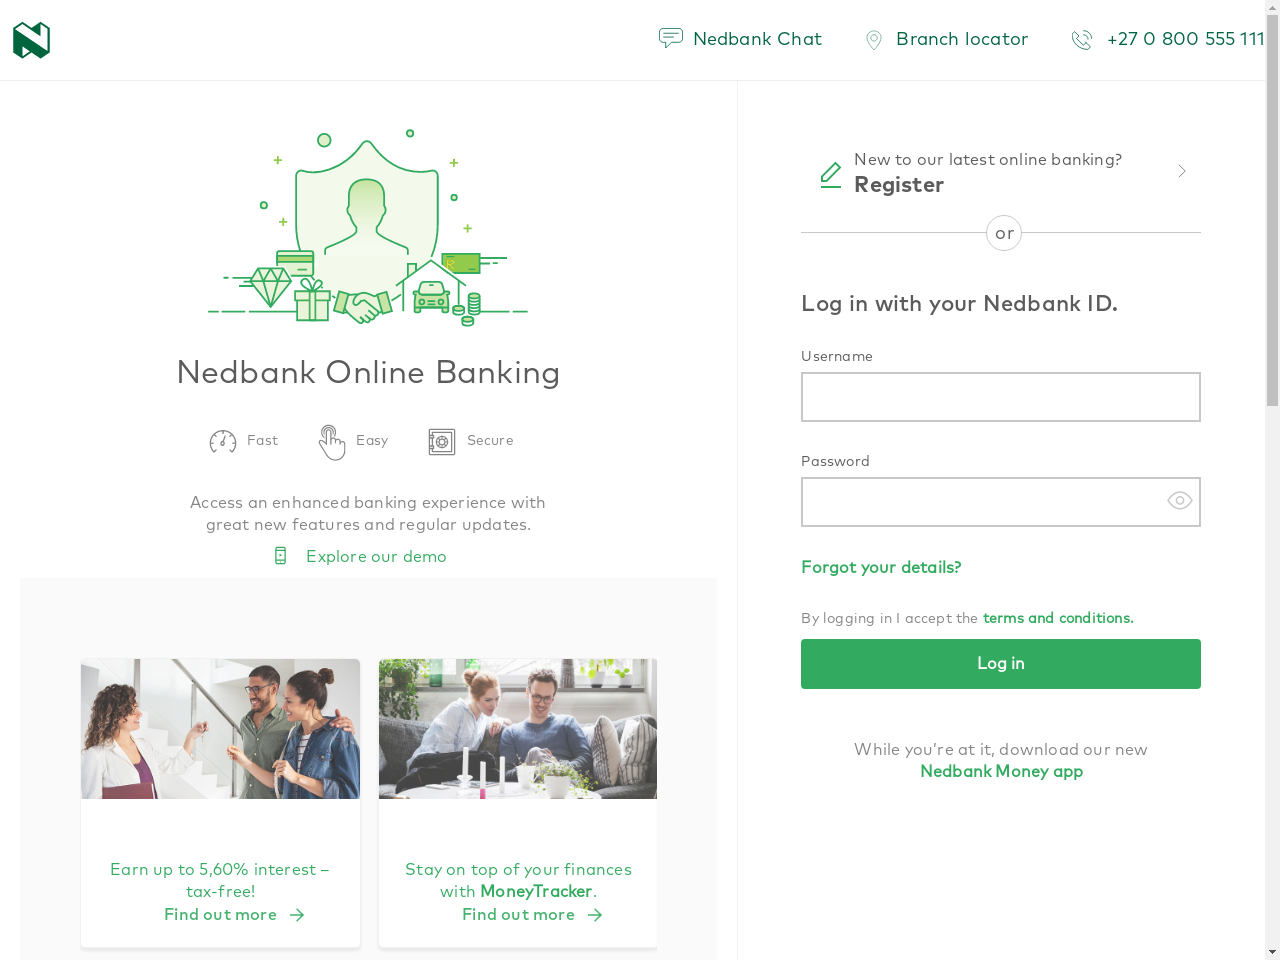 Nedbank Chat
Branch locator
+27 0 800 555 111
Nedbank Online Banking
Fast
Easy
Secure
Access an enhanced banking experience with
great new features and regular updates.
Explore our demo
Earn up to 5,60% interest –
tax-free!
Find out more
Stay on top of your finances
with MoneyTracker.
Find out more
New to our latest online banking?
Register
or
Log in with your Nedbank ID.
Username
Password
Forgot your details?
By logging in I accept the terms and conditions.
Log in
While you’re at it, download our new
Nedbank Money app